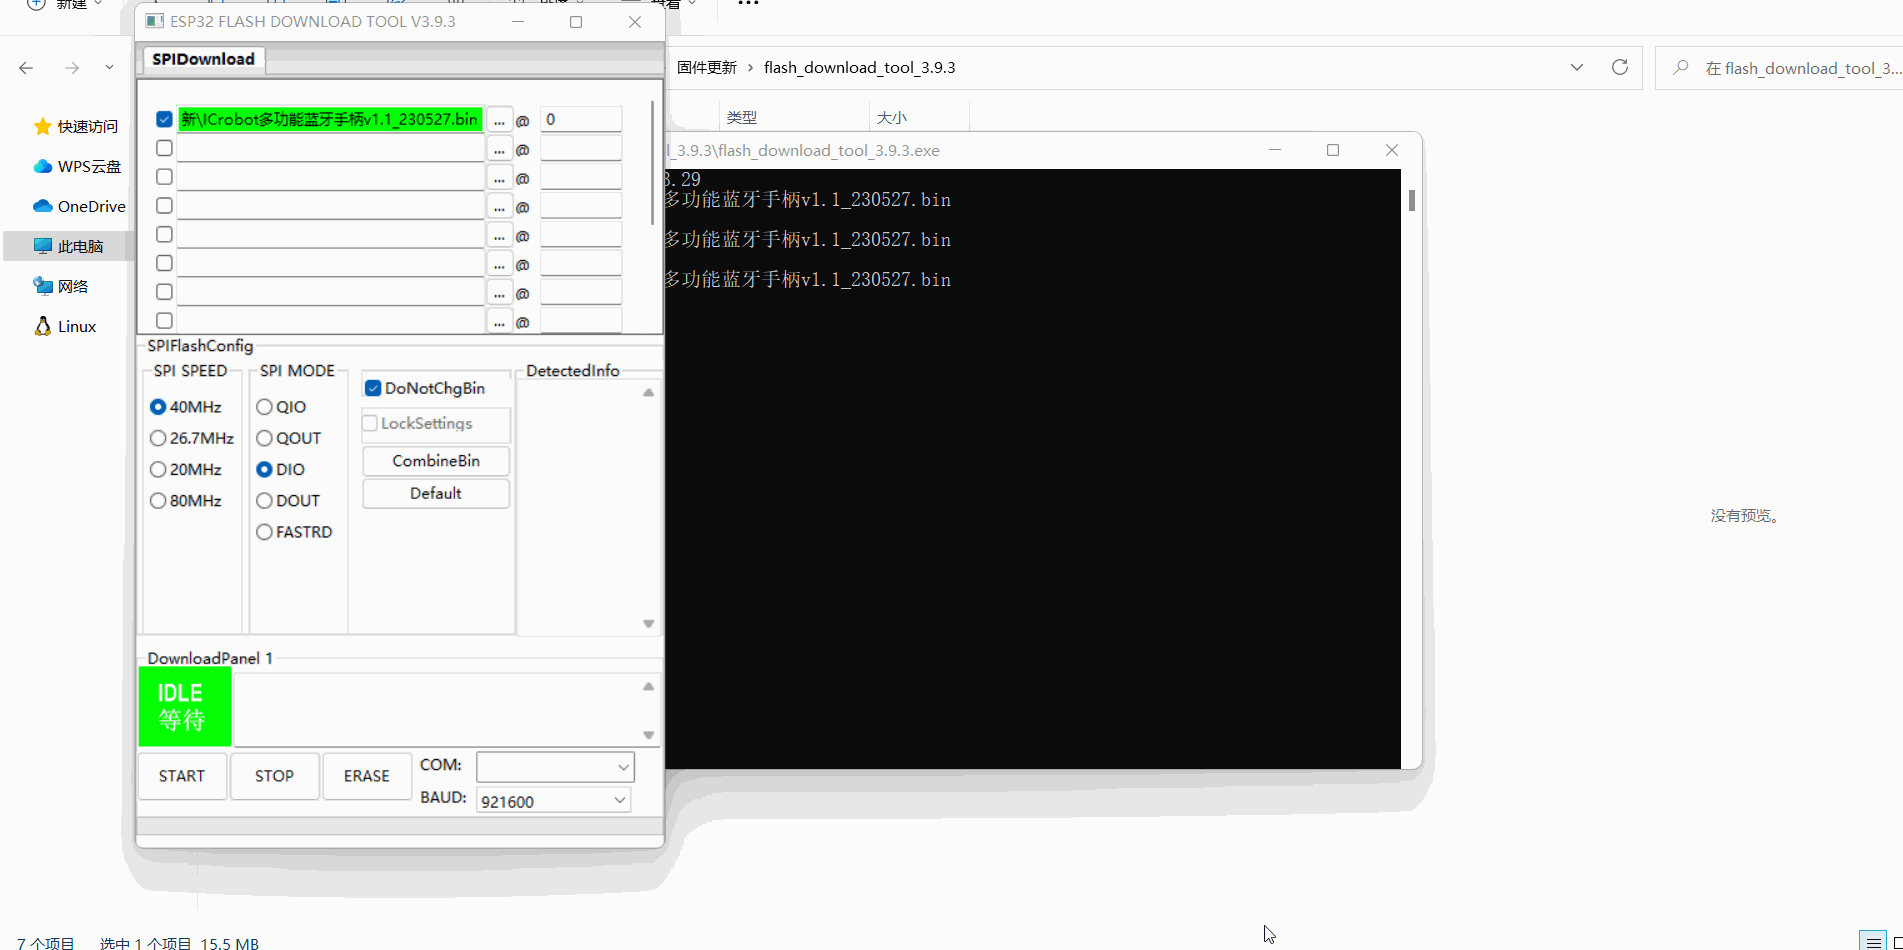 新建
查看
ESP32 FLASH DOWNLOAD TOOL V3.9.3
固件更新 › flash_download_tool_3.9.3
在 flash_download_tool_3...
SPIDownload
类型
大小
快速访问
WPS云盘
OneDrive
此电脑
网络
Linux
新\ICrobot多功能蓝牙手柄v1.1_230527.bin ... @ 0
... @
... @
... @
... @
... @
... @
... @
l_3.9.3\flash_download_tool_3.9.3.exe
3.29
多功能蓝牙手柄v1.1_230527.bin
多功能蓝牙手柄v1.1_230527.bin
多功能蓝牙手柄v1.1_230527.bin
SPIFlashConfig
SPI SPEED
40MHz
26.7MHz
20MHz
80MHz
SPI MODE
QIO
QOUT
DIO
DOUT
FASTRD
DoNotChgBin
LockSettings
CombineBin
Default
DetectedInfo
没有预览。
DownloadPanel 1
IDLE
等待
START
STOP
ERASE
COM:
BAUD: 921600
7 个项目 选中 1 个项目 15.5 MB